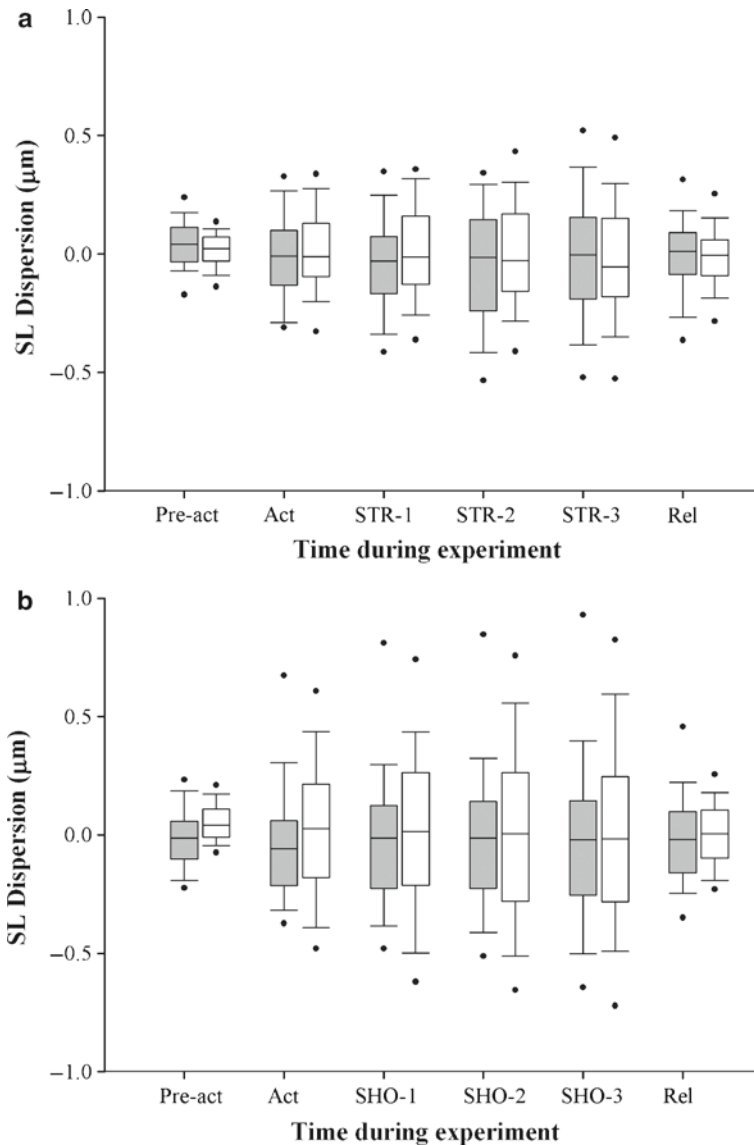 a
1.0
0.5
0.0
–0.5
–1.0
SL Dispersion (µm)
Pre-act Act STR-1 STR-2 STR-3 Rel
Time during experiment
b
1.0
0.5
0.0
–0.5
–1.0
SL Dispersion (µm)
Pre-act Act SHO-1 SHO-2 SHO-3 Rel
Time during experiment